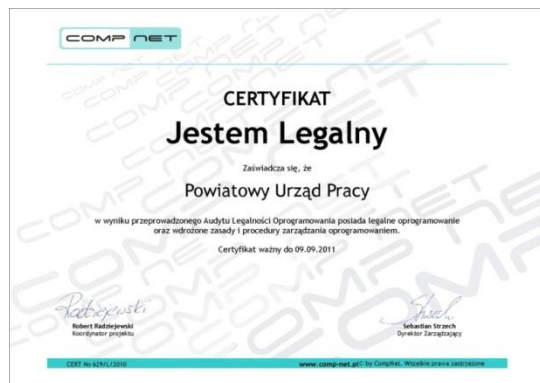 COMP NET
CERTYFIKAT
Jestem Legalny
Zaświadcza się, że
Powiatowy Urząd Pracy
w wyniku przeprowadzonego Audytu Legalności Oprogramowania posiada legalne oprogramowanie
oraz wdrożone zasady i procedury zarządzania oprogramowaniem.
Certyfikat ważny do 09.09.2011
Robert Radziejewski
Koordynator projektu
Sebastian Strzech
Dyrektor Zarządzający
CERT No 629/L/2010
www.comp-net.pl © by CompNet. Wszelkie prawa zastrzeżone